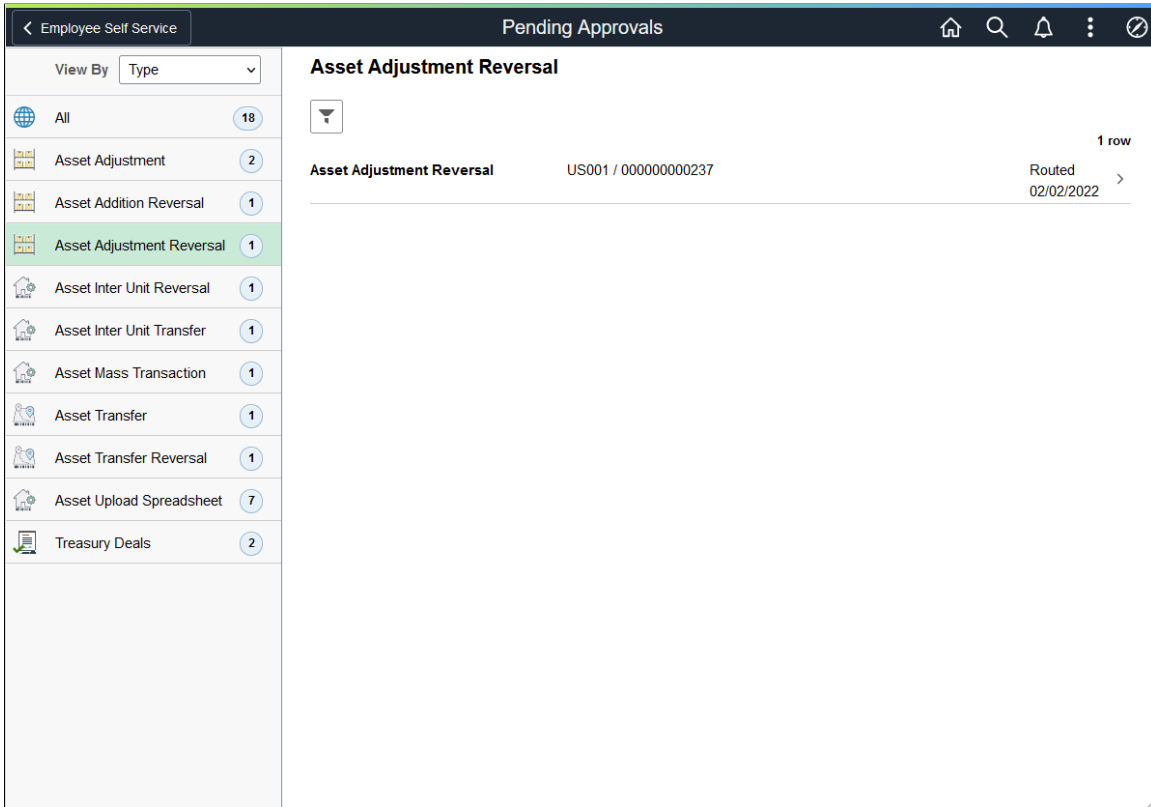 Employee Self Service
Pending Approvals
View By Type
All 18
Asset Adjustment 2
Asset Addition Reversal 1
Asset Adjustment Reversal 1
Asset Inter Unit Reversal 1
Asset Inter Unit Transfer 1
Asset Mass Transaction 1
Asset Transfer 1
Asset Transfer Reversal 1
Asset Upload Spreadsheet 7
Treasury Deals 2
Asset Adjustment Reversal
1 row
Asset Adjustment Reversal US001 / 000000000237 Routed
02/02/2022